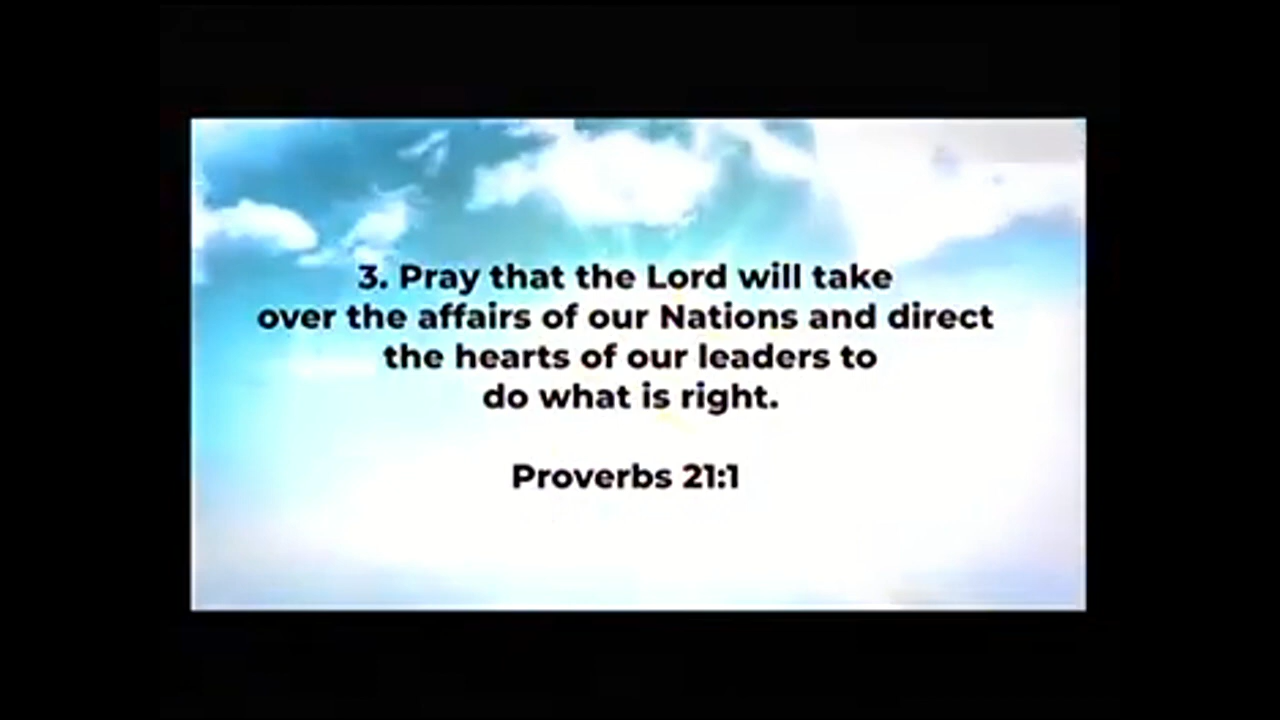 3. Pray that the Lord will take
over the affairs of our Nations and direct
the hearts of our leaders to
do what is right.
Proverbs 21:1